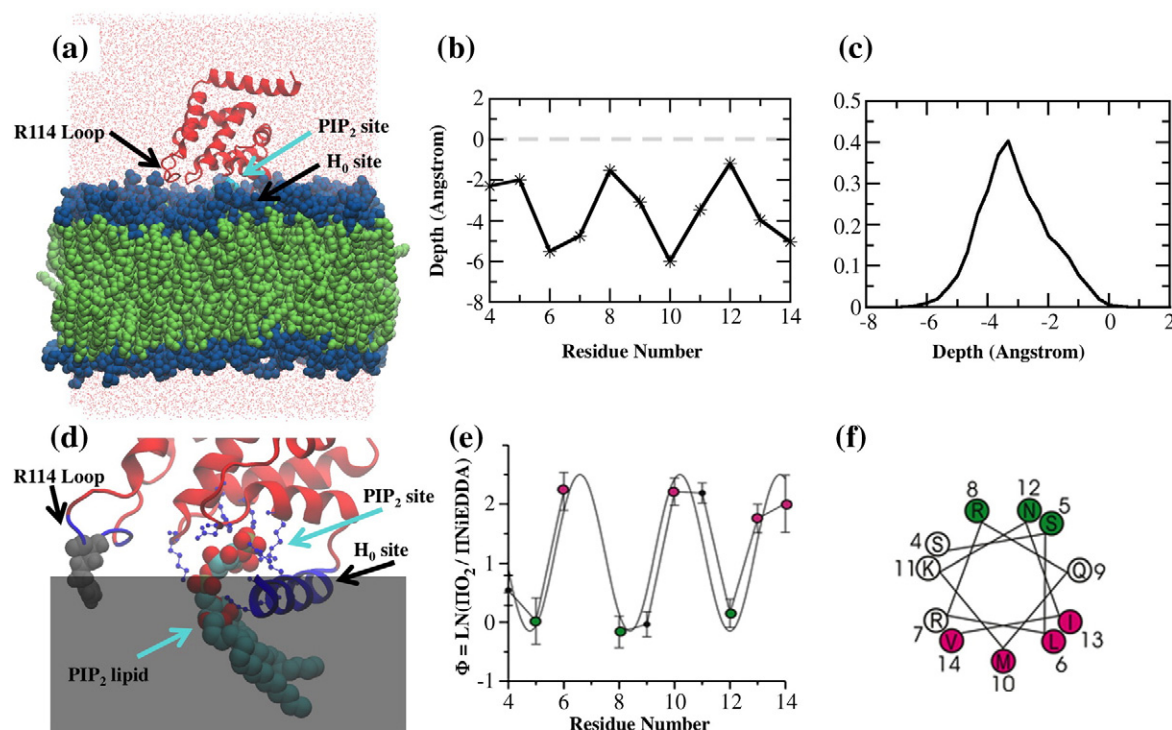 (a)
R114 Loop
PIP2 site
H0 site
(b)
2
0
-2
-4
-6
-8
Depth (Angstrom)
4 6 8 10 12 14
Residue Number
(c)
0.5
0.4
0.3
0.2
0.1
0
-8 -6 -4 -2 0 2
Depth (Angstrom)
(d)
R114 Loop
PIP2 site
H0 site
PIP2 lipid
(e)
2
1
0
-1
Φ = LN(ΠO2/ ΠNiEDDA)
4 6 8 10 12 14
Residue Number
(f)
8 12 5
R N S
4 S
11 K Q 9
7 R I 13
V L
14 M 6
10